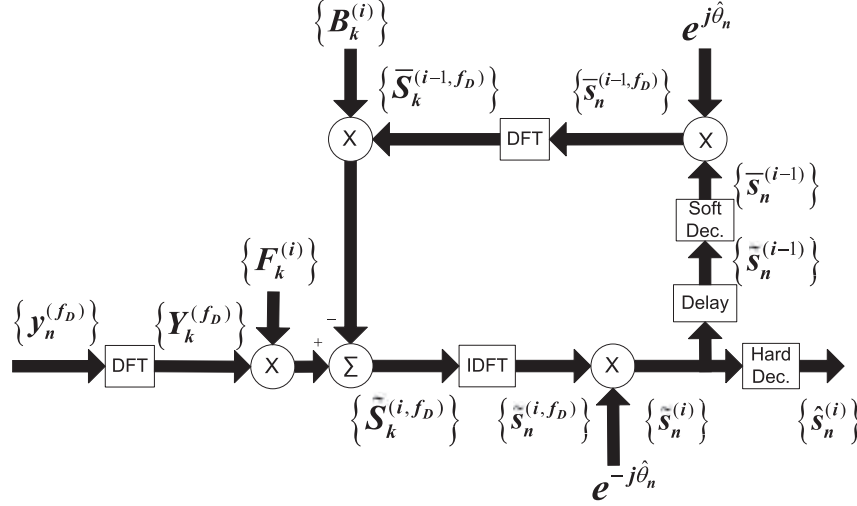 {B_k^{(i)}}
e^{jθ̂_n}
{S̅_k^{(i−1,f_D)}}
{s̅_n^{(i−1,f_D)}}
X
DFT
X
{s̅_n^{(i−1)}}
Soft
Dec.
{s̃_n^{(i−1)}}
{F_k^{(i)}}
Delay
{y_n^{(f_D)}}
{Y_k^{(f_D)}}
−
+
DFT
X
Σ
IDFT
X
Hard
Dec.
{S̃_k^{(i,f_D)}}
{s̃_n^{(i,f_D)}}
{s̃_n^{(i)}}
{ŝ_n^{(i)}}
e^{−jθ̂_n}